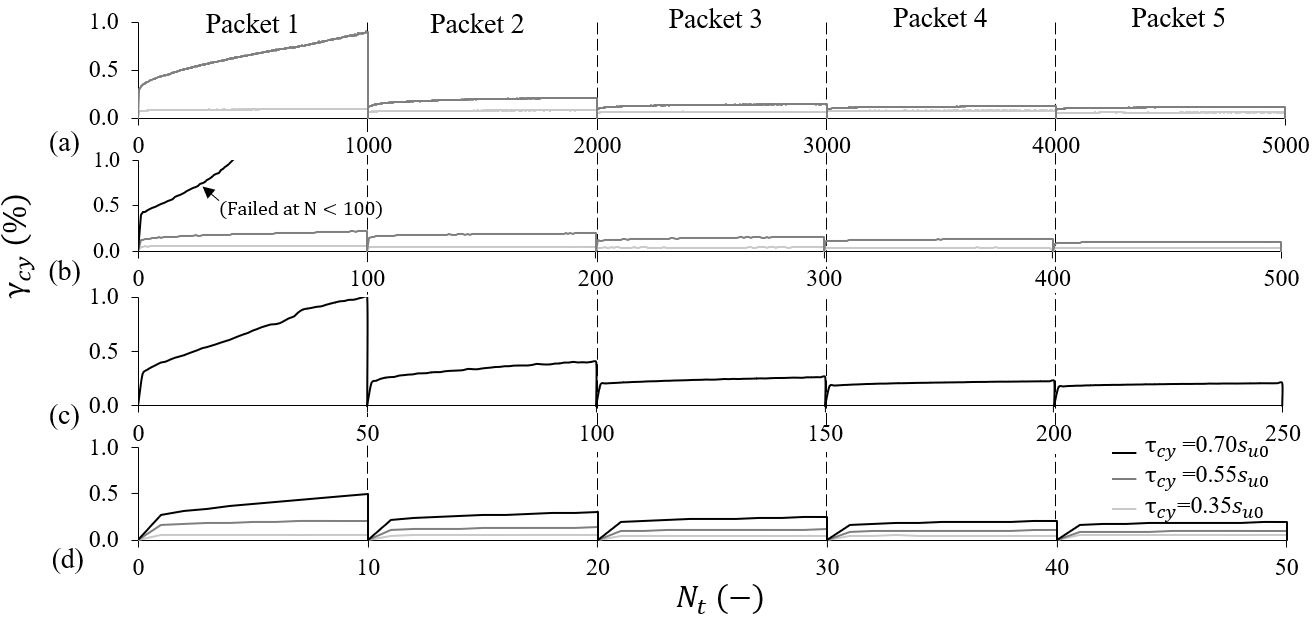 Packet 1 Packet 2 Packet 3 Packet 4 Packet 5
1.0
0.5
0.0
(a)
0 1000 2000 3000 4000 5000
1.0
0.5
0.0
(Failed at N < 100)
(b)
0 100 200 300 400 500
γcy (%)
1.0
0.5
0.0
(c)
0 50 100 150 200 250
1.0
0.5
0.0
τcy =0.70su0
τcy =0.55su0
τcy=0.35su0
(d)
0 10 20 30 40 50
Nt (−)